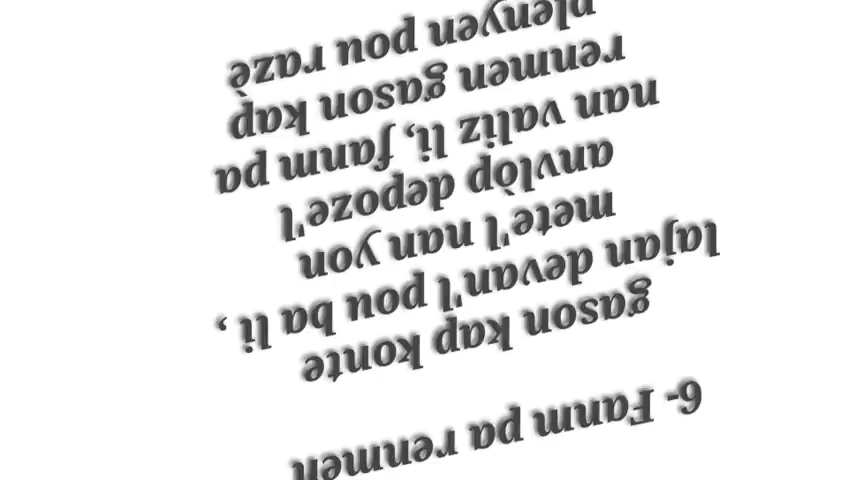 6- Fanm pa renmen
gason kap konte
lajan devan'l pou ba li ,
mete'l nan yon
anvlòp depoze'l
nan valiz li, fanm pa
renmen gason kap
plenyen pou razè